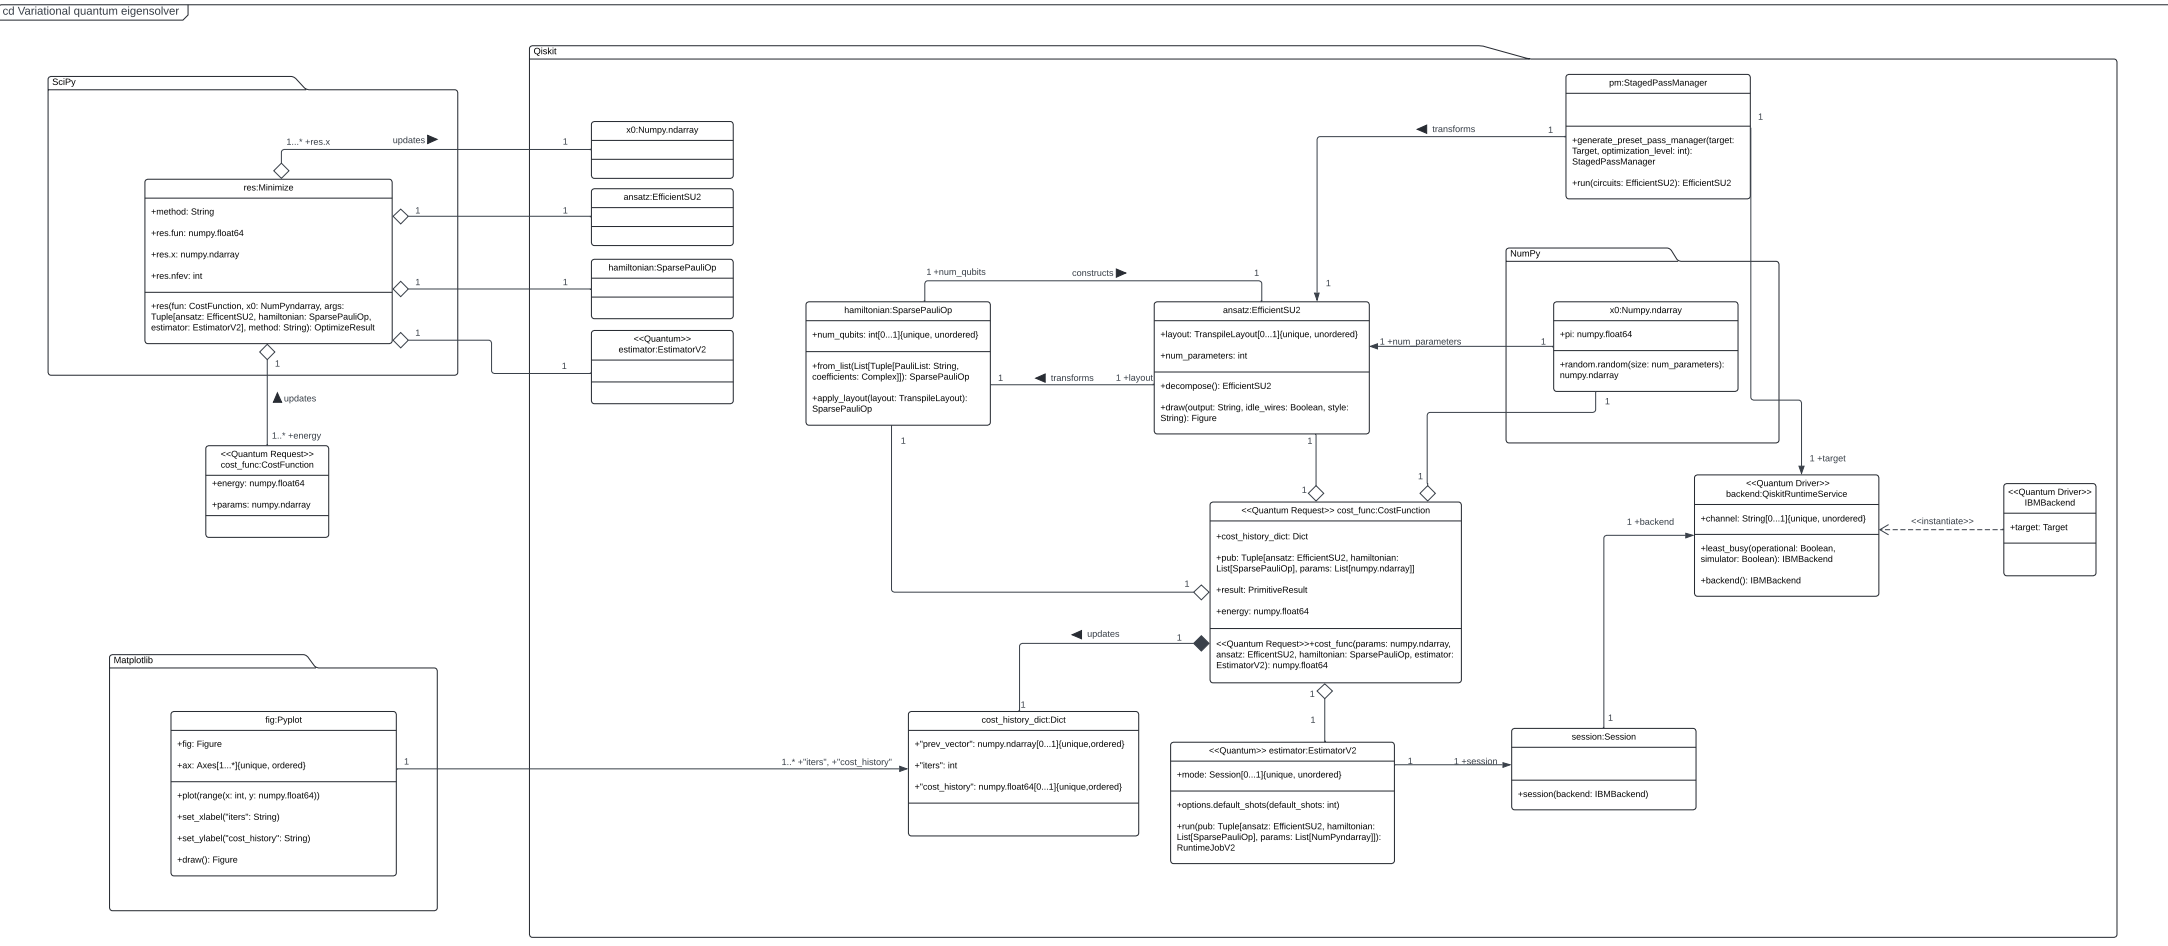 cd Variational quantum eigensolver
SciPy
1...* +res.x
updates
1
res:Minimize
+method: String
+res.fun: numpy.float64
+res.x: numpy.ndarray
+res.nfev: int
+res(fun: CostFunction, x0: NumPyndarray, args:
Tuple[ansatz: EfficentSU2, hamiltonian: SparsePauliOp,
estimator: EstimatorV2], method: String): OptimizeResult
1
1
1
1
1
1
1
updates
1..* +energy
<<Quantum Request>>
cost_func:CostFunction
+energy: numpy.float64
+params: numpy.ndarray
Qiskit
x0:Numpy.ndarray
ansatz:EfficientSU2
hamiltonian:SparsePauliOp
<<Quantum>>
estimator:EstimatorV2
pm:StagedPassManager
+generate_preset_pass_manager(target:
Target, optimization_level: int):
StagedPassManager
+run(circuits: EfficientSU2): EfficientSU2
transforms
1
1
1
1 +num_qubits
constructs
1
hamiltonian:SparsePauliOp
+num_qubits: int[0...1]{unique, unordered}
+from_list(List[Tuple[PauliList: String,
coefficients: Complex]]): SparsePauliOp
+apply_layout(layout: TranspileLayout):
SparsePauliOp
1
transforms
1 +layout
ansatz:EfficientSU2
+layout: TranspileLayout[0...1]{unique, unordered}
+num_parameters: int
+decompose(): EfficientSU2
+draw(output: String, idle_wires: Boolean, style:
String): Figure
1 +num_parameters
1
NumPy
x0:Numpy.ndarray
+pi: numpy.float64
+random.random(size: num_parameters):
numpy.ndarray
1
1
1
1
1
1 +target
<<Quantum Request>> cost_func:CostFunction
+cost_history_dict: Dict
+pub: Tuple[ansatz: EfficientSU2, hamiltonian:
List[SparsePauliOp], params: List[numpy.ndarray]]
+result: PrimitiveResult
+energy: numpy.float64
<<Quantum Request>>+cost_func(params: numpy.ndarray,
ansatz: EfficentSU2, hamiltonian: SparsePauliOp, estimator:
EstimatorV2): numpy.float64
1
updates
1
1
<<Quantum Driver>>
backend:QiskitRuntimeService
+channel: String[0...1]{unique, unordered}
+least_busy(operational: Boolean,
simulator: Boolean): IBMBackend
+backend(): IBMBackend
<<instantiate>>
<<Quantum Driver>>
IBMBackend
+target: Target
1 +backend
1
Matplotlib
fig:Pyplot
+fig: Figure
+ax: Axes[1...*]{unique, ordered}
+plot(range(x: int, y: numpy.float64))
+set_xlabel("iters": String)
+set_ylabel("cost_history": String)
+draw(): Figure
1
1..* +"iters", +"cost_history"
cost_history_dict:Dict
+"prev_vector": numpy.ndarray[0...1]{unique,ordered}
+"iters": int
+"cost_history": numpy.float64[0...1]{unique,ordered}
1
1
<<Quantum>> estimator:EstimatorV2
+mode: Session[0...1]{unique, unordered}
+options.default_shots(default_shots: int)
+run(pub: Tuple[ansatz: EfficientSU2, hamiltonian:
List[SparsePauliOp], params: List[NumPyndarray]]):
RuntimeJobV2
1
1 +session
session:Session
+session(backend: IBMBackend)